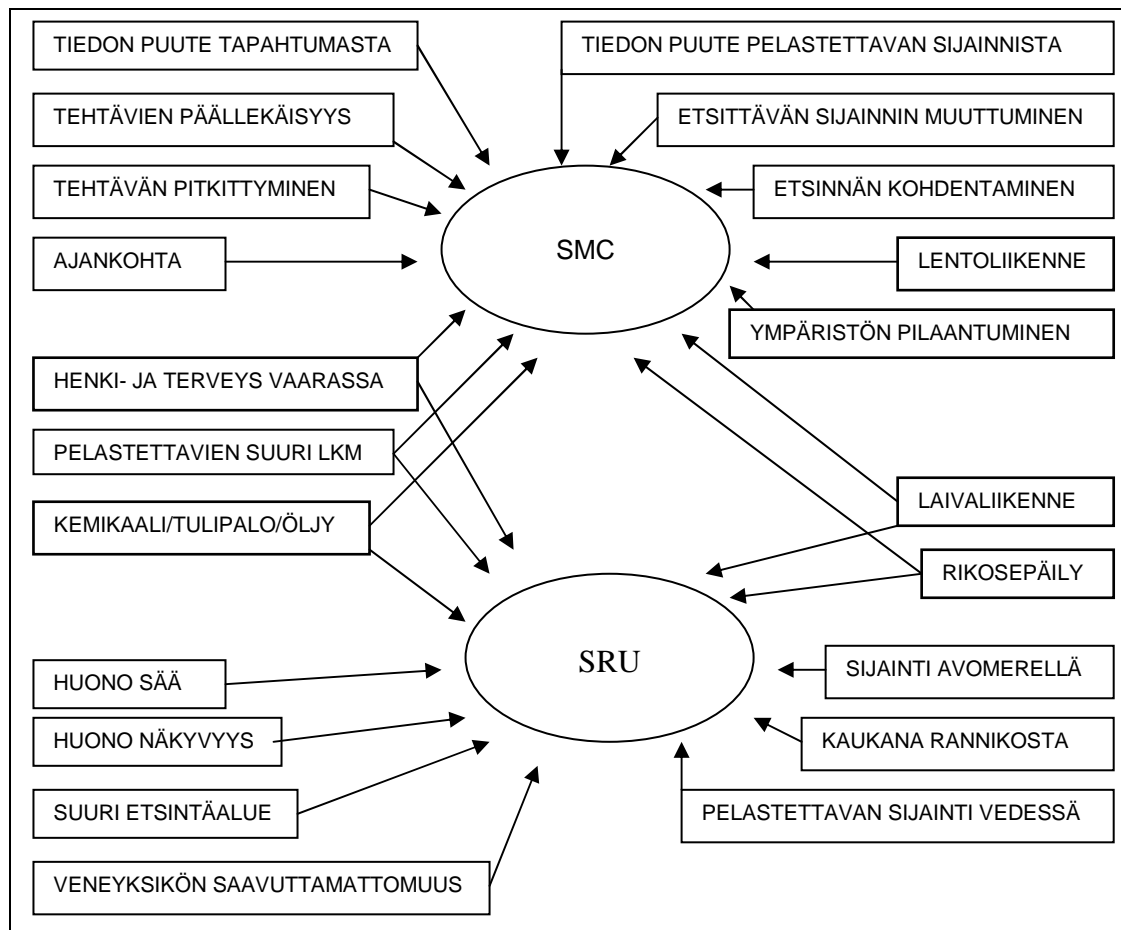 TIEDON PUUTE TAPAHTUMASTA
TIEDON PUUTE PELASTETTAVAN SIJAINNISTA
TEHTÄVIEN PÄÄLLEKÄISYYS
ETSITTÄVÄN SIJAINNIN MUUTTUMINEN
TEHTÄVÄN PITKITTYMINEN
ETSINNÄN KOHDENTAMINEN
AJANKOHTA
SMC
LENTOLIIKENNE
YMPÄRISTÖN PILAANTUMINEN
HENKI- JA TERVEYS VAARASSA
PELASTETTAVIEN SUURI LKM
KEMIKAALI/TULIPALO/ÖLJY
LAIVALIIKENNE
RIKOSEPÄILY
SRU
HUONO SÄÄ
SIJAINTI AVOMERELLÄ
HUONO NÄKYVYYS
KAUKANA RANNIKOSTA
SUURI ETSINTÄALUE
PELASTETTAVAN SIJAINTI VEDESSÄ
VENEYKSIKÖN SAAVUTTAMATTOMUUS